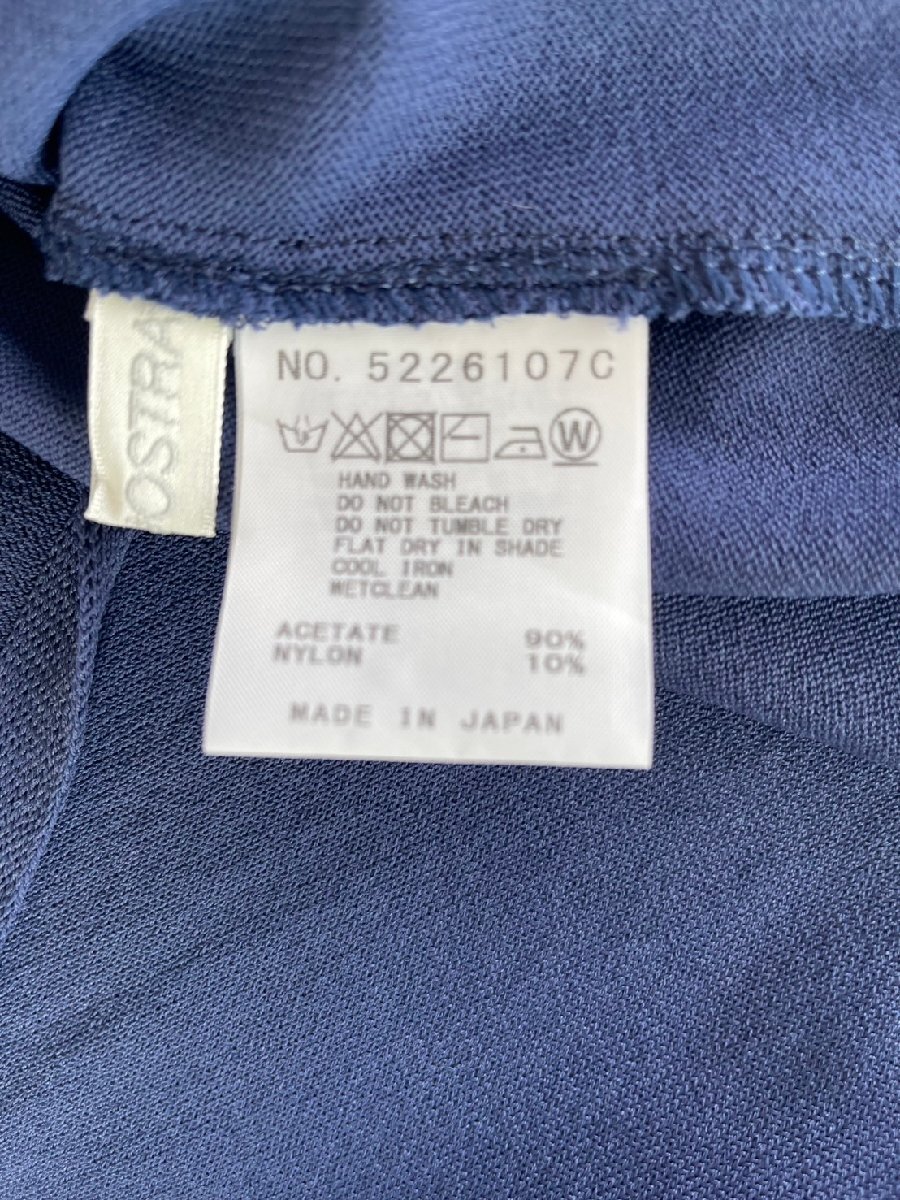 NO. 5226107C
W
HAND WASH
DO NOT BLEACH
DO NOT TUMBLE DRY
FLAT DRY IN SHADE
COOL IRON
WETCLEAN
ACETATE 90%
NYLON 10%
MADE IN JAPAN
OSTRA